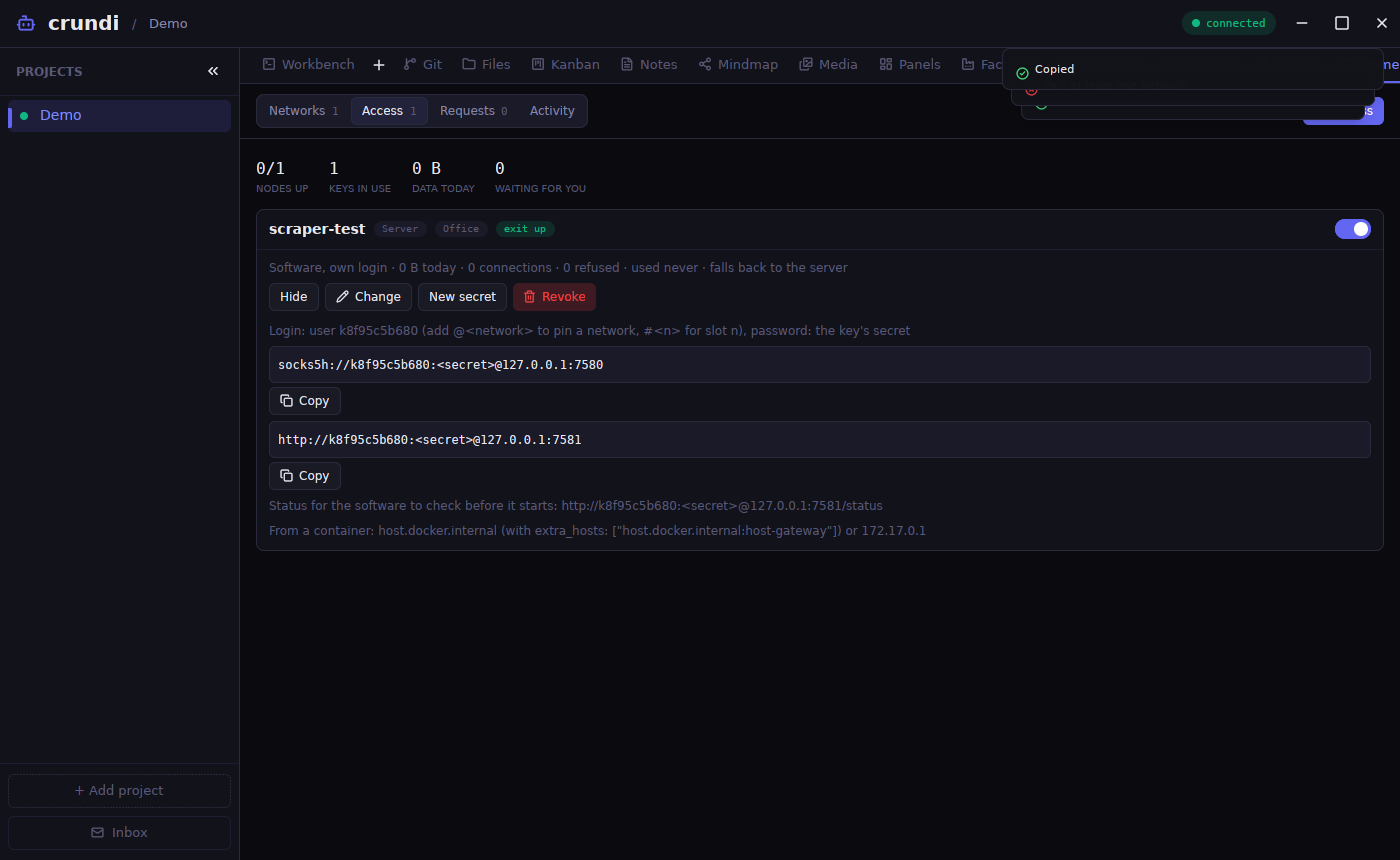 crundi / Demo
connected
PROJECTS
Demo
+ Add project
Inbox
Workbench
Git
Files
Kanban
Notes
Mindmap
Media
Panels
Copied
Networks 1
Access 1
Requests 0
Activity
0/1
NODES UP
1
KEYS IN USE
0 B
DATA TODAY
0
WAITING FOR YOU
scraper-test Server Office exit up
Software, own login · 0 B today · 0 connections · 0 refused · used never · falls back to the server
Hide
Change
New secret
Revoke
Login: user k8f95c5b680 (add @<network> to pin a network, #<n> for slot n), password: the key's secret
socks5h://k8f95c5b680:<secret>@127.0.0.1:7580
Copy
http://k8f95c5b680:<secret>@127.0.0.1:7581
Copy
Status for the software to check before it starts: http://k8f95c5b680:<secret>@127.0.0.1:7581/status
From a container: host.docker.internal (with extra_hosts: ["host.docker.internal:host-gateway"]) or 172.17.0.1